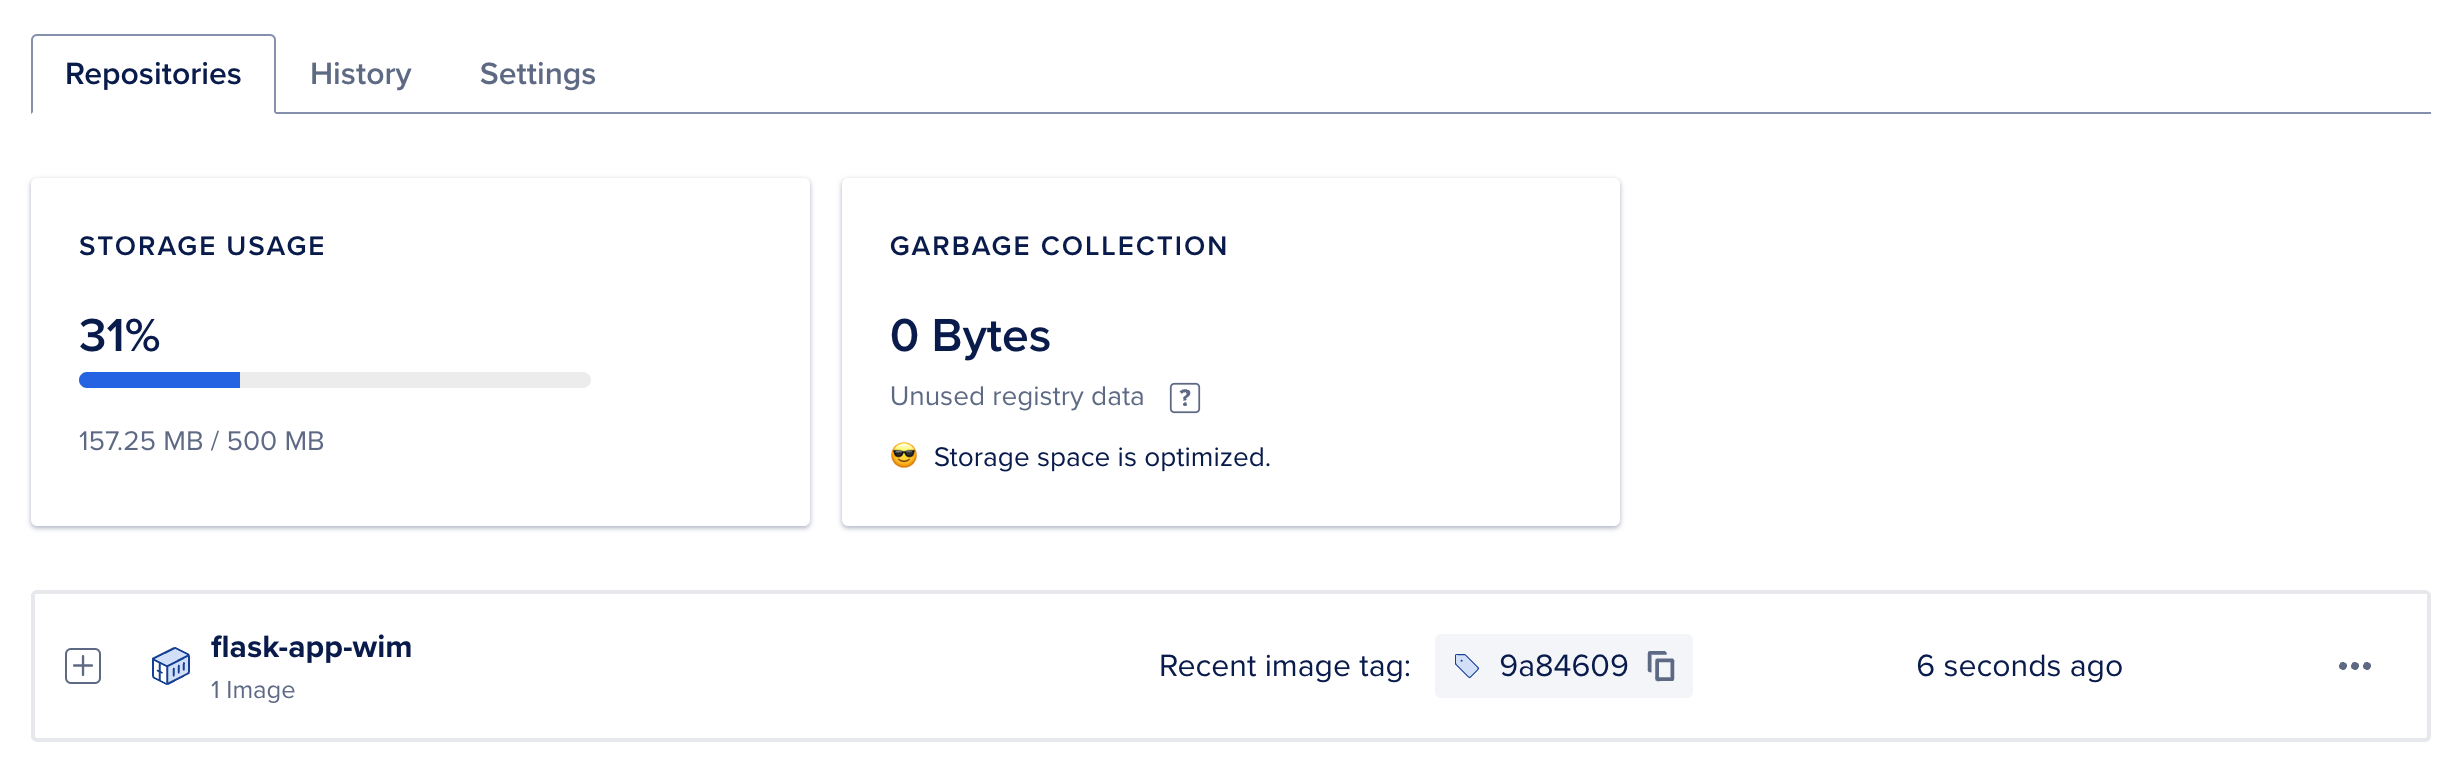 Repositories History Settings
STORAGE USAGE
31%
157.25 MB / 500 MB
GARBAGE COLLECTION
0 Bytes
Unused registry data ?
😎 Storage space is optimized.
flask-app-wim
1 Image
Recent image tag: 9a84609 6 seconds ago